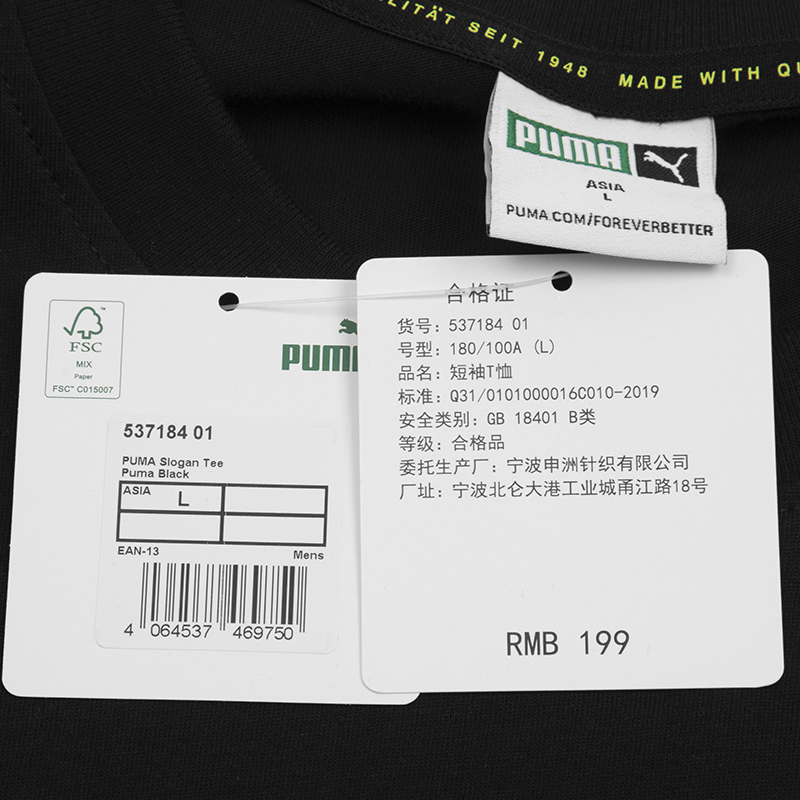 LITÄT SEIT 1948 MADE WITH QU
PUMA
ASIA
L
PUMA.COM/FOREVERBETTER
FSC
MIX
Paper
FSC™ C015007
PUMA
537184 01
PUMA Slogan Tee
Puma Black
ASIA L
EAN-13 Mens
4 064537 469750
合格证
货号: 537184 01
号型: 180/100A (L)
品名: 短袖T恤
标准: Q31/0101000016C010-2019
安全类别: GB 18401 B类
等级: 合格品
委托生产厂: 宁波申洲针织有限公司
厂址: 宁波北仑大港工业城甬江路18号
RMB 199